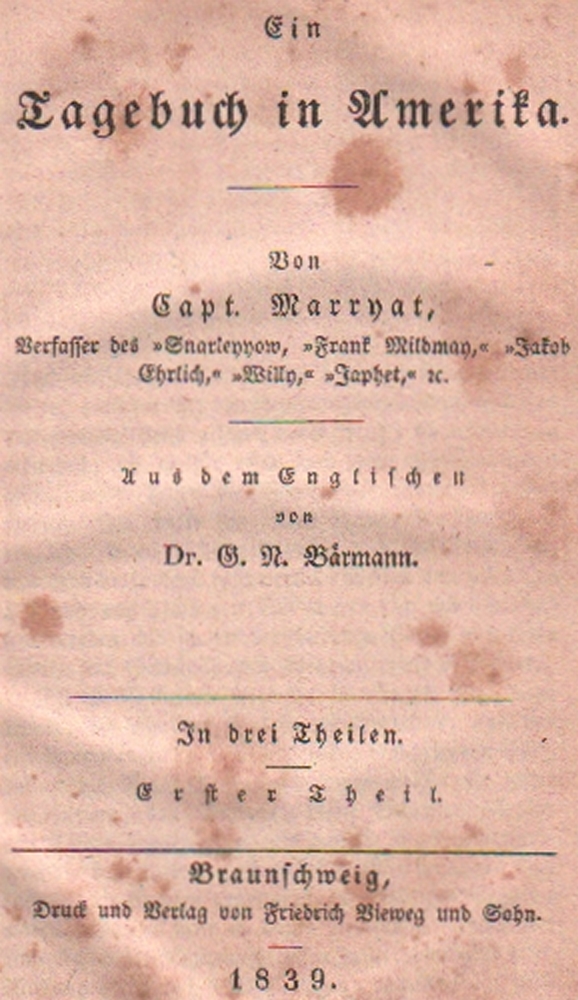 Ein
Tagebuch in Amerika.
Von
Capt. Marryat,
Verfasser des »Snarleyyow, »Frank Mildmay,« »Jakob
Ehrlich,« »Willy,« »Japhet,« ꝛc.
Aus dem Englischen
von
Dr. G. N. Bärmann.
In drei Theilen.
Erster Theil.
Braunschweig,
Druck und Verlag von Friedrich Vieweg und Sohn.
1839.